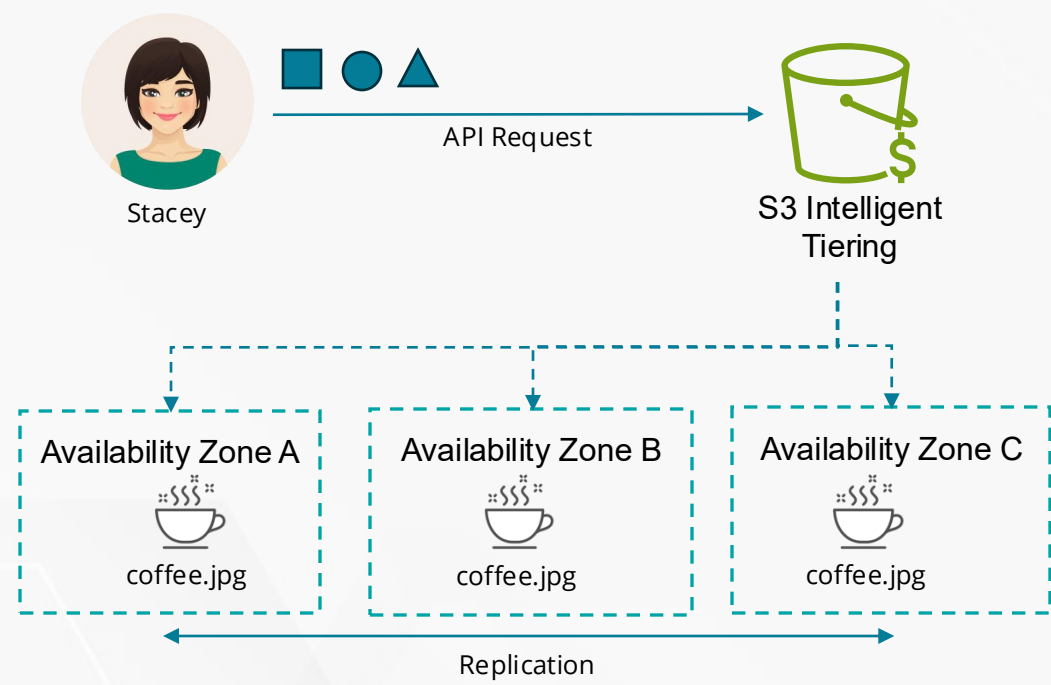 API Request
Stacey
S3 Intelligent
Tiering
Availability Zone A
Availability Zone B
Availability Zone C
coffee.jpg
coffee.jpg
coffee.jpg
Replication